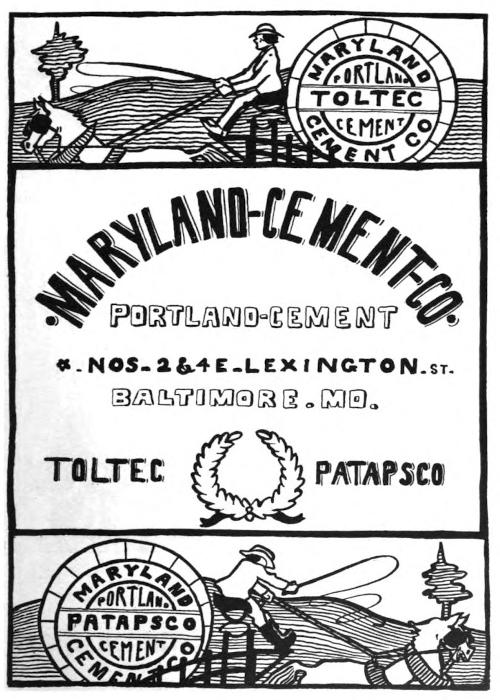 MARYLAND
PORTLAND
TOLTEC
CEMENT
CEMENT CO
·MARYLAND-CEMENT-CO·
PORTLAND-CEMENT
*. NOS. 2 & 4 E. LEXINGTON. ST.
BALTIMORE. MD.
TOLTEC PATAPSCO
MARYLAND
PORTLAND
PATAPSCO
CEMENT
CEMENT CO